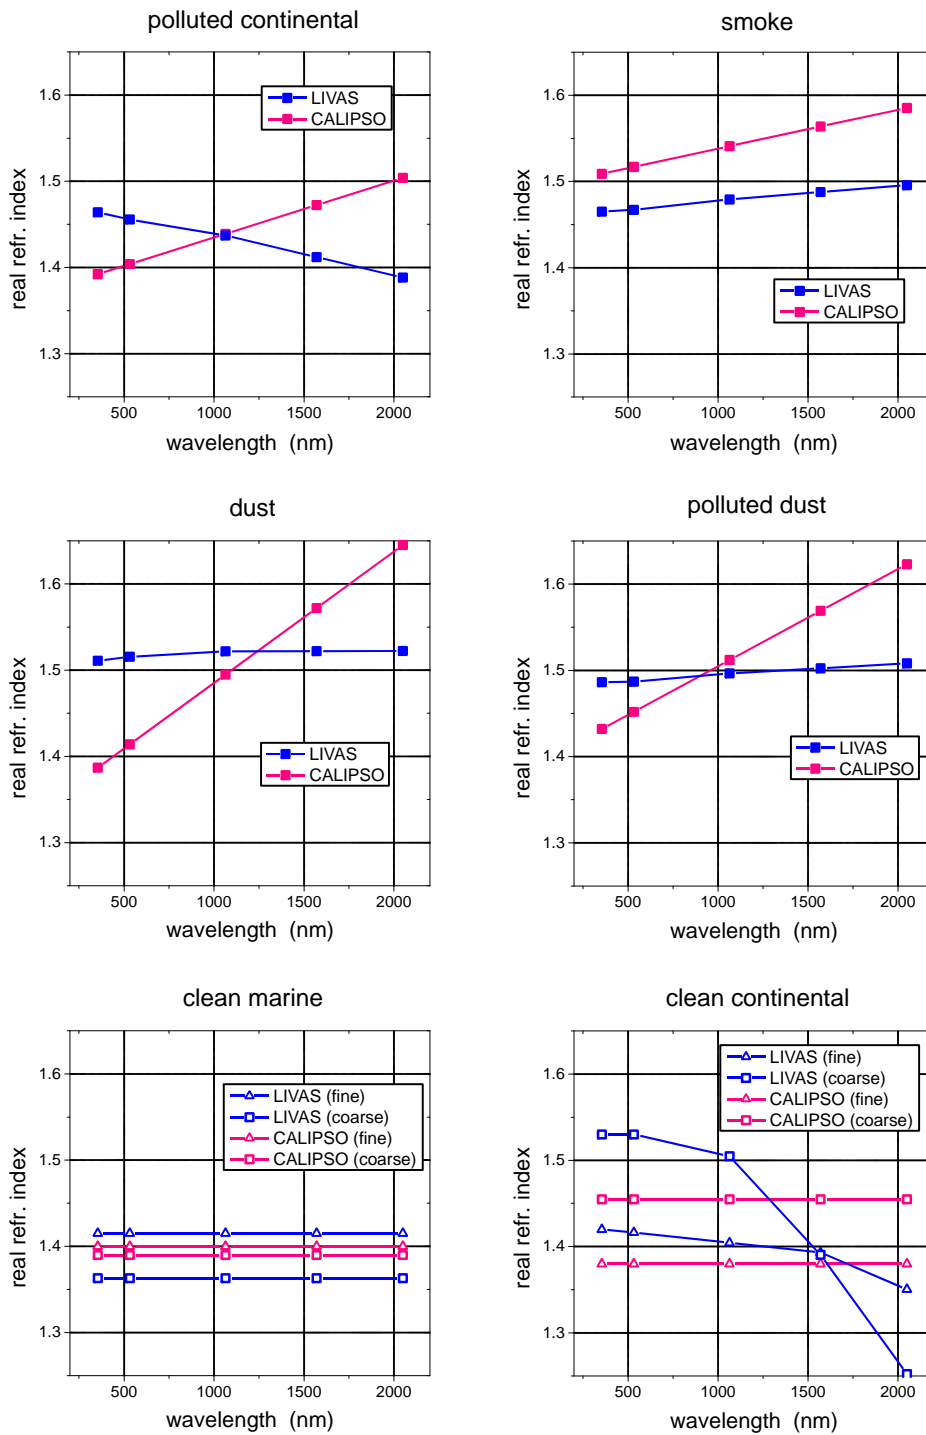 polluted continental
smoke
1.6
1.5
1.4
1.3
real refr. index
LIVAS
CALIPSO
500
1000
1500
2000
wavelength (nm)
1.6
1.5
1.4
1.3
real refr. index
LIVAS
CALIPSO
500
1000
1500
2000
wavelength (nm)
dust
polluted dust
1.6
1.5
1.4
1.3
real refr. index
LIVAS
CALIPSO
500
1000
1500
2000
wavelength (nm)
1.6
1.5
1.4
1.3
real refr. index
LIVAS
CALIPSO
500
1000
1500
2000
wavelength (nm)
clean marine
clean continental
1.6
1.5
1.4
1.3
real refr. index
LIVAS (fine)
LIVAS (coarse)
CALIPSO (fine)
CALIPSO (coarse)
500
1000
1500
2000
wavelength (nm)
1.6
1.5
1.4
1.3
real refr. index
LIVAS (fine)
LIVAS (coarse)
CALIPSO (fine)
CALIPSO (coarse)
500
1000
1500
2000
wavelength (nm)